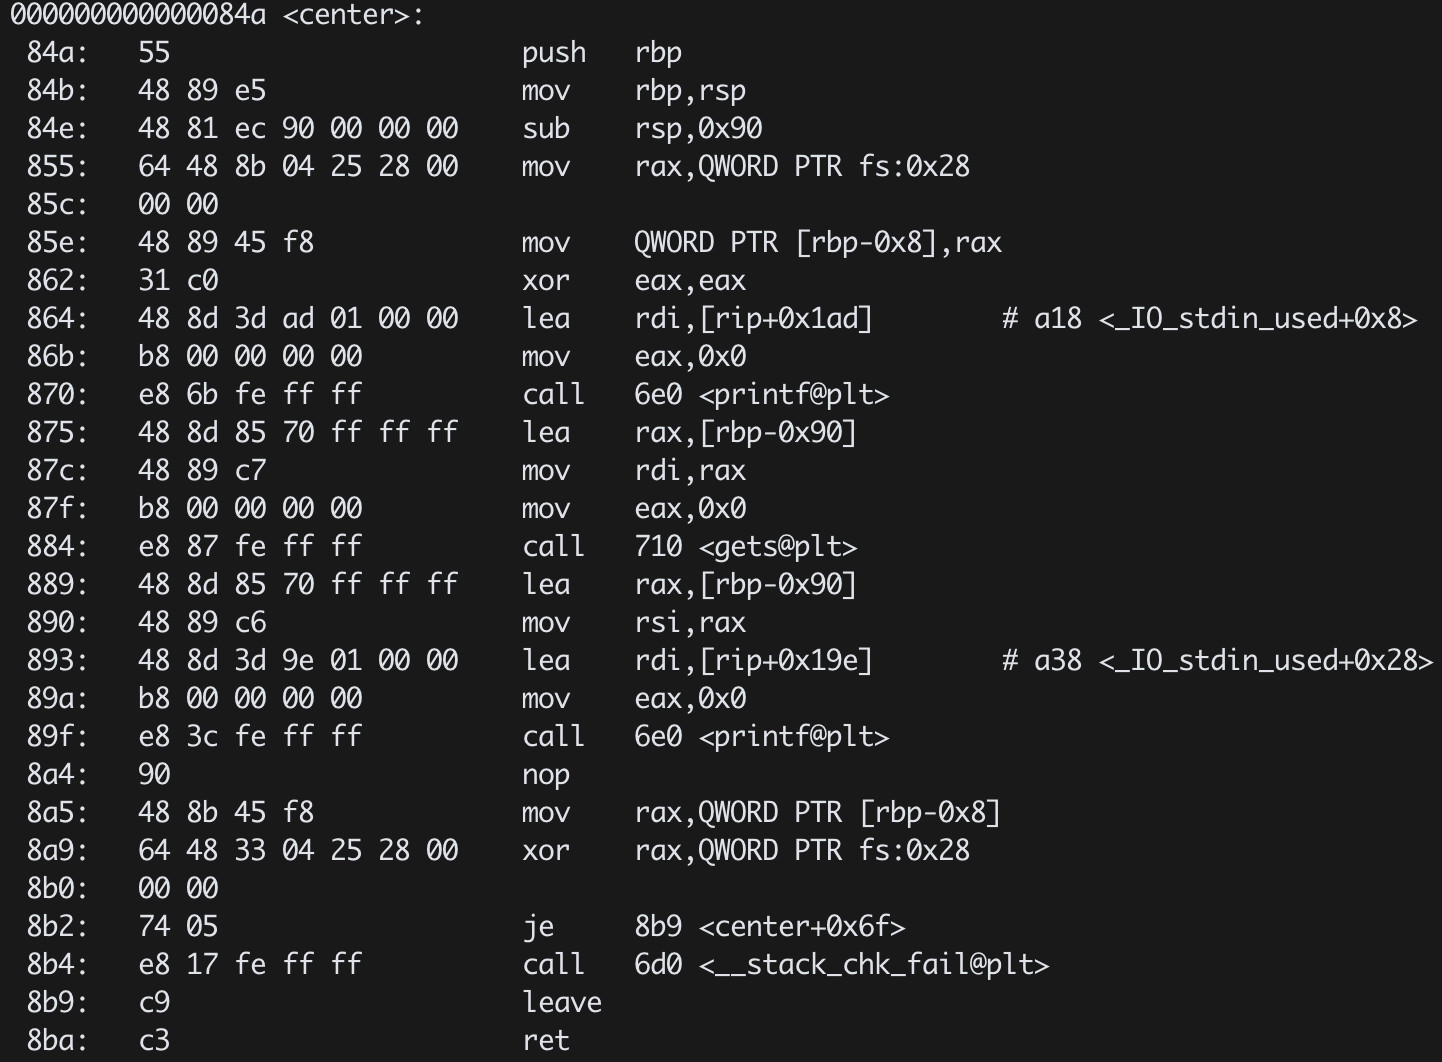 000000000000084a <center>:
 84a:	55                   	push   rbp
 84b:	48 89 e5             	mov    rbp,rsp
 84e:	48 81 ec 90 00 00 00 	sub    rsp,0x90
 855:	64 48 8b 04 25 28 00 	mov    rax,QWORD PTR fs:0x28
 85c:	00 00
 85e:	48 89 45 f8          	mov    QWORD PTR [rbp-0x8],rax
 862:	31 c0                	xor    eax,eax
 864:	48 8d 3d ad 01 00 00 	lea    rdi,[rip+0x1ad]        # a18 <_IO_stdin_used+0x8>
 86b:	b8 00 00 00 00       	mov    eax,0x0
 870:	e8 6b fe ff ff       	call   6e0 <printf@plt>
 875:	48 8d 85 70 ff ff ff 	lea    rax,[rbp-0x90]
 87c:	48 89 c7             	mov    rdi,rax
 87f:	b8 00 00 00 00       	mov    eax,0x0
 884:	e8 87 fe ff ff       	call   710 <gets@plt>
 889:	48 8d 85 70 ff ff ff 	lea    rax,[rbp-0x90]
 890:	48 89 c6             	mov    rsi,rax
 893:	48 8d 3d 9e 01 00 00 	lea    rdi,[rip+0x19e]        # a38 <_IO_stdin_used+0x28>
 89a:	b8 00 00 00 00       	mov    eax,0x0
 89f:	e8 3c fe ff ff       	call   6e0 <printf@plt>
 8a4:	90                   	nop
 8a5:	48 8b 45 f8          	mov    rax,QWORD PTR [rbp-0x8]
 8a9:	64 48 33 04 25 28 00 	xor    rax,QWORD PTR fs:0x28
 8b0:	00 00
 8b2:	74 05                	je     8b9 <center+0x6f>
 8b4:	e8 17 fe ff ff       	call   6d0 <__stack_chk_fail@plt>
 8b9:	c9                   	leave
 8ba:	c3                   	ret